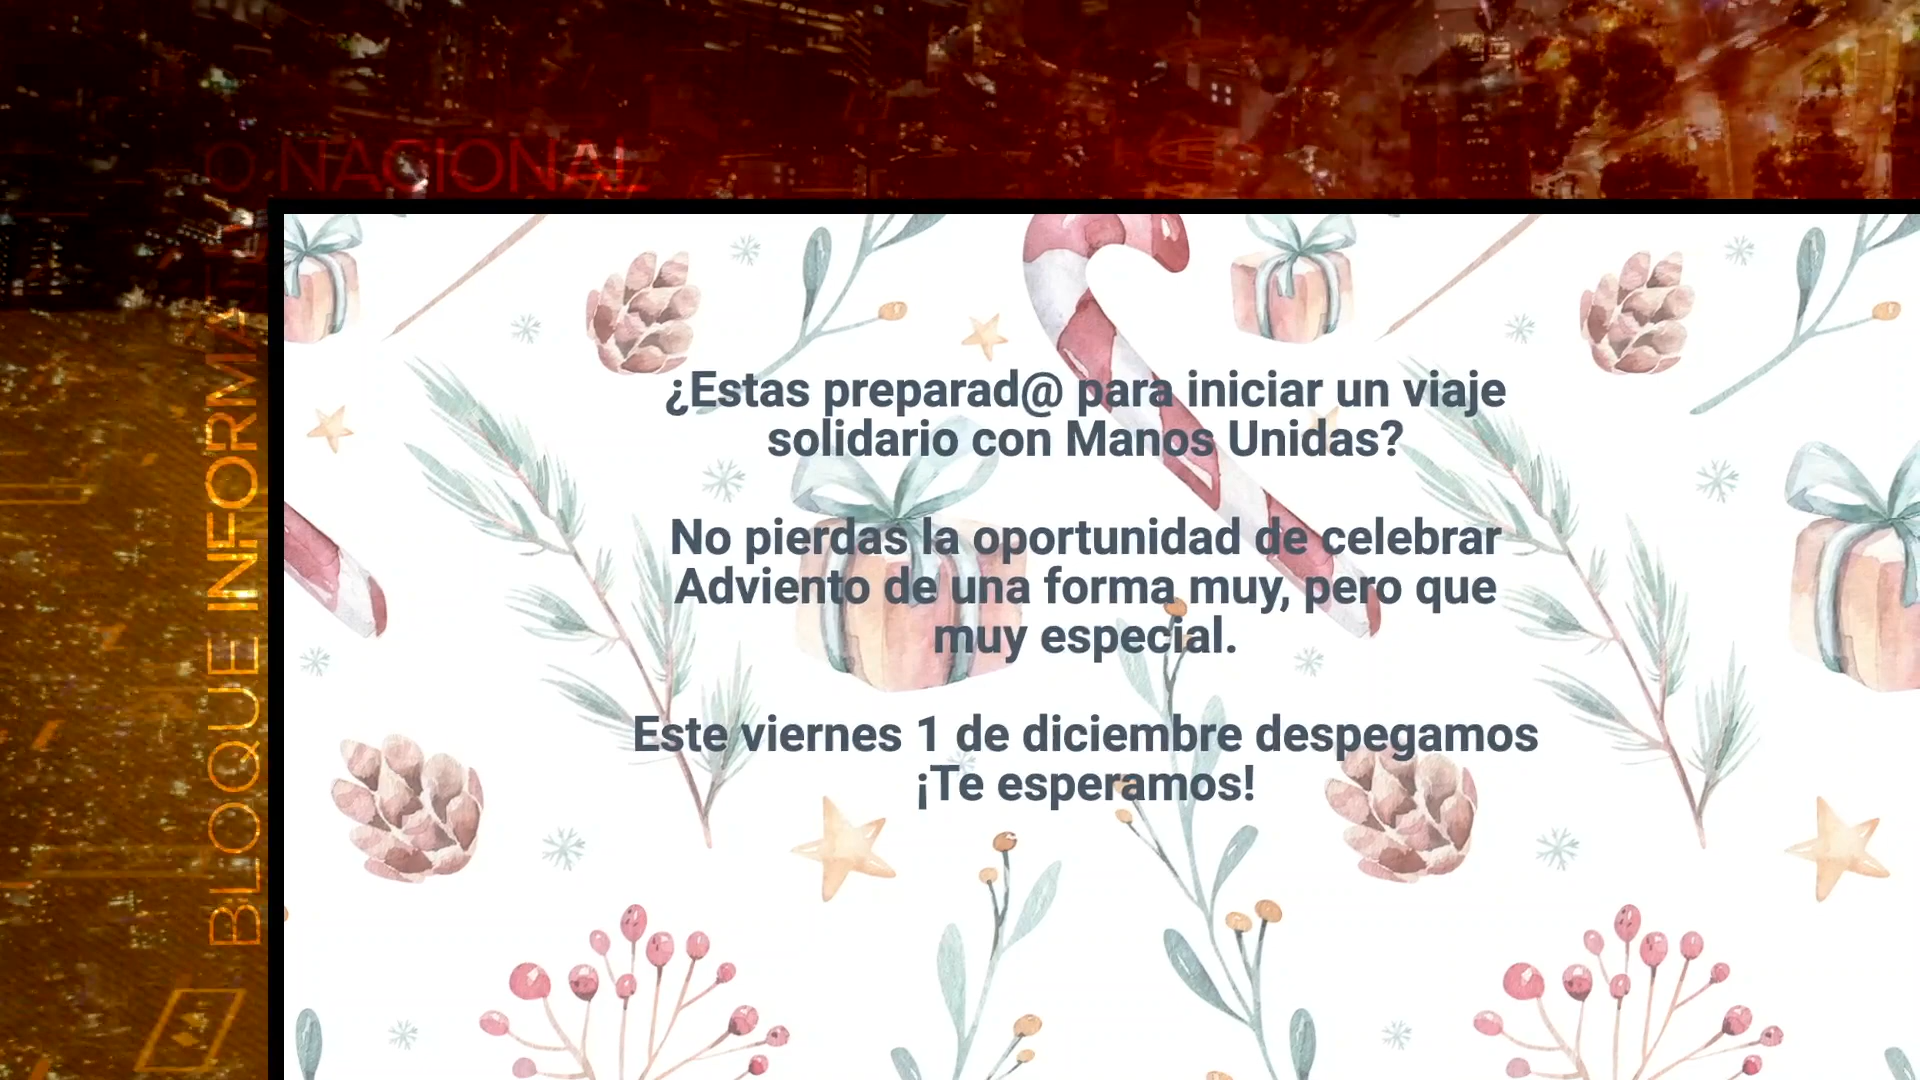 O NACIONAL
BLOQUE INFORMATI
¿Estas preparad@ para iniciar un viaje
solidario con Manos Unidas?
No pierdas la oportunidad de celebrar
Adviento de una forma muy, pero que
muy especial.
Este viernes 1 de diciembre despegamos
¡Te esperamos!